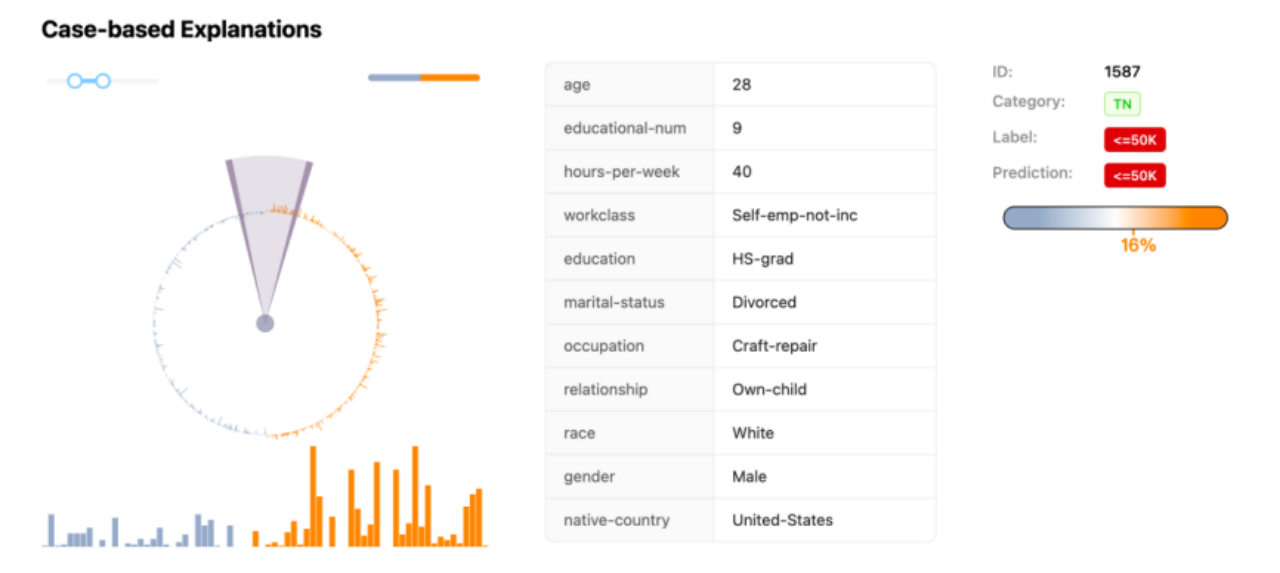 Case-based Explanations
age 28
educational-num 9
hours-per-week 40
workclass Self-emp-not-inc
education HS-grad
marital-status Divorced
occupation Craft-repair
relationship Own-child
race White
gender Male
native-country United-States
ID: 1587
Category: TN
Label: <=50K
Prediction: <=50K
16%